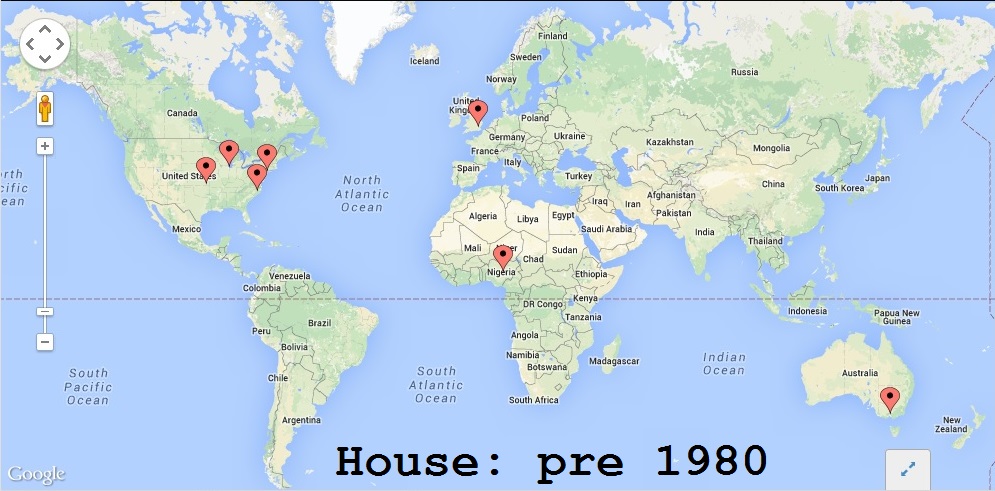 Finland
Sweden
Iceland
Norway
Russia
Canada
United
Kingdom
Poland
Germany
Ukraine
Kazakhstan
Mongolia
France
Italy
Spain
Turkey
Japan
South Korea
China
orth
cific
ean
United States
North
Atlantic
Ocean
Afghanistan
Iraq
Iran
Pakistan
Algeria
Libya
Egypt
Saudi Arabia
India
Mexico
Mali
Niger
Chad
Sudan
Thailand
Nigeria
Ethiopia
Venezuela
Colombia
DR Congo
Kenya
Indonesia
Papua New
Guinea
Tanzania
Peru
Brazil
Angola
Bolivia
Namibia
Botswana
Madagascar
Indian
Ocean
South
Pacific
Ocean
South
Atlantic
Ocean
Chile
Australia
South Africa
Argentina
New
Zealand
House: pre 1980
Google